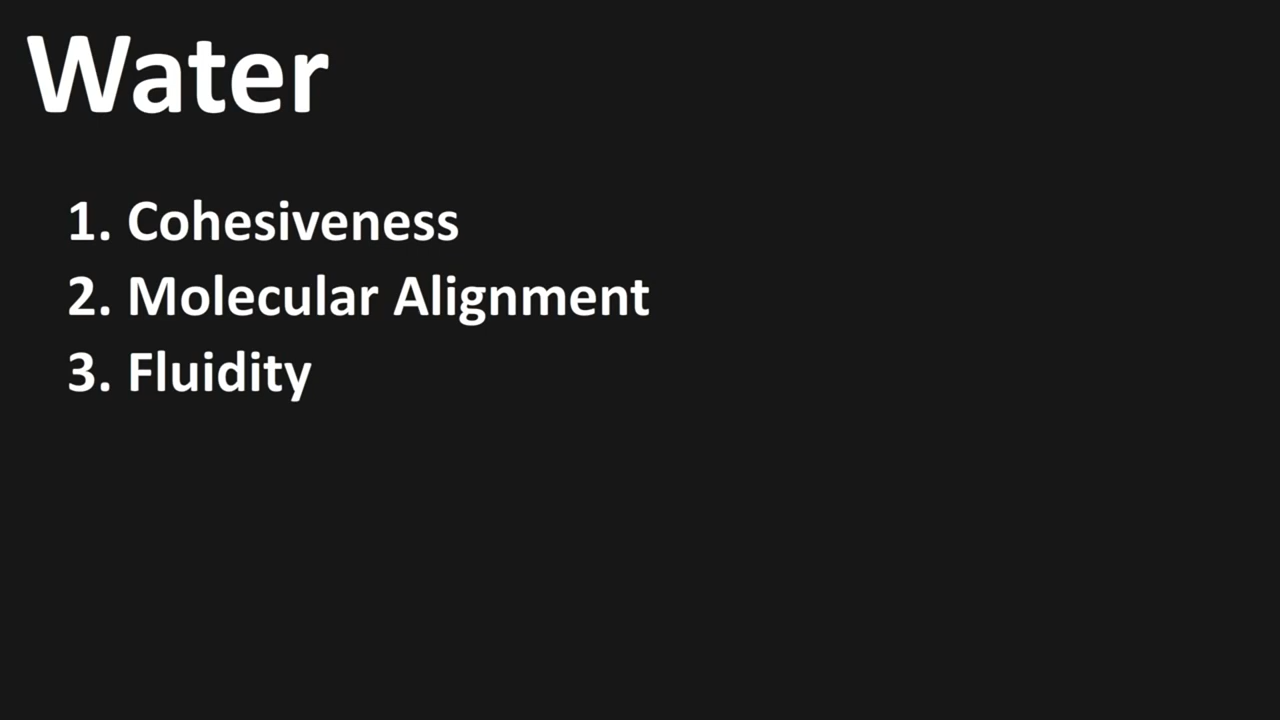 Water
1. Cohesiveness
2. Molecular Alignment
3. Fluidity